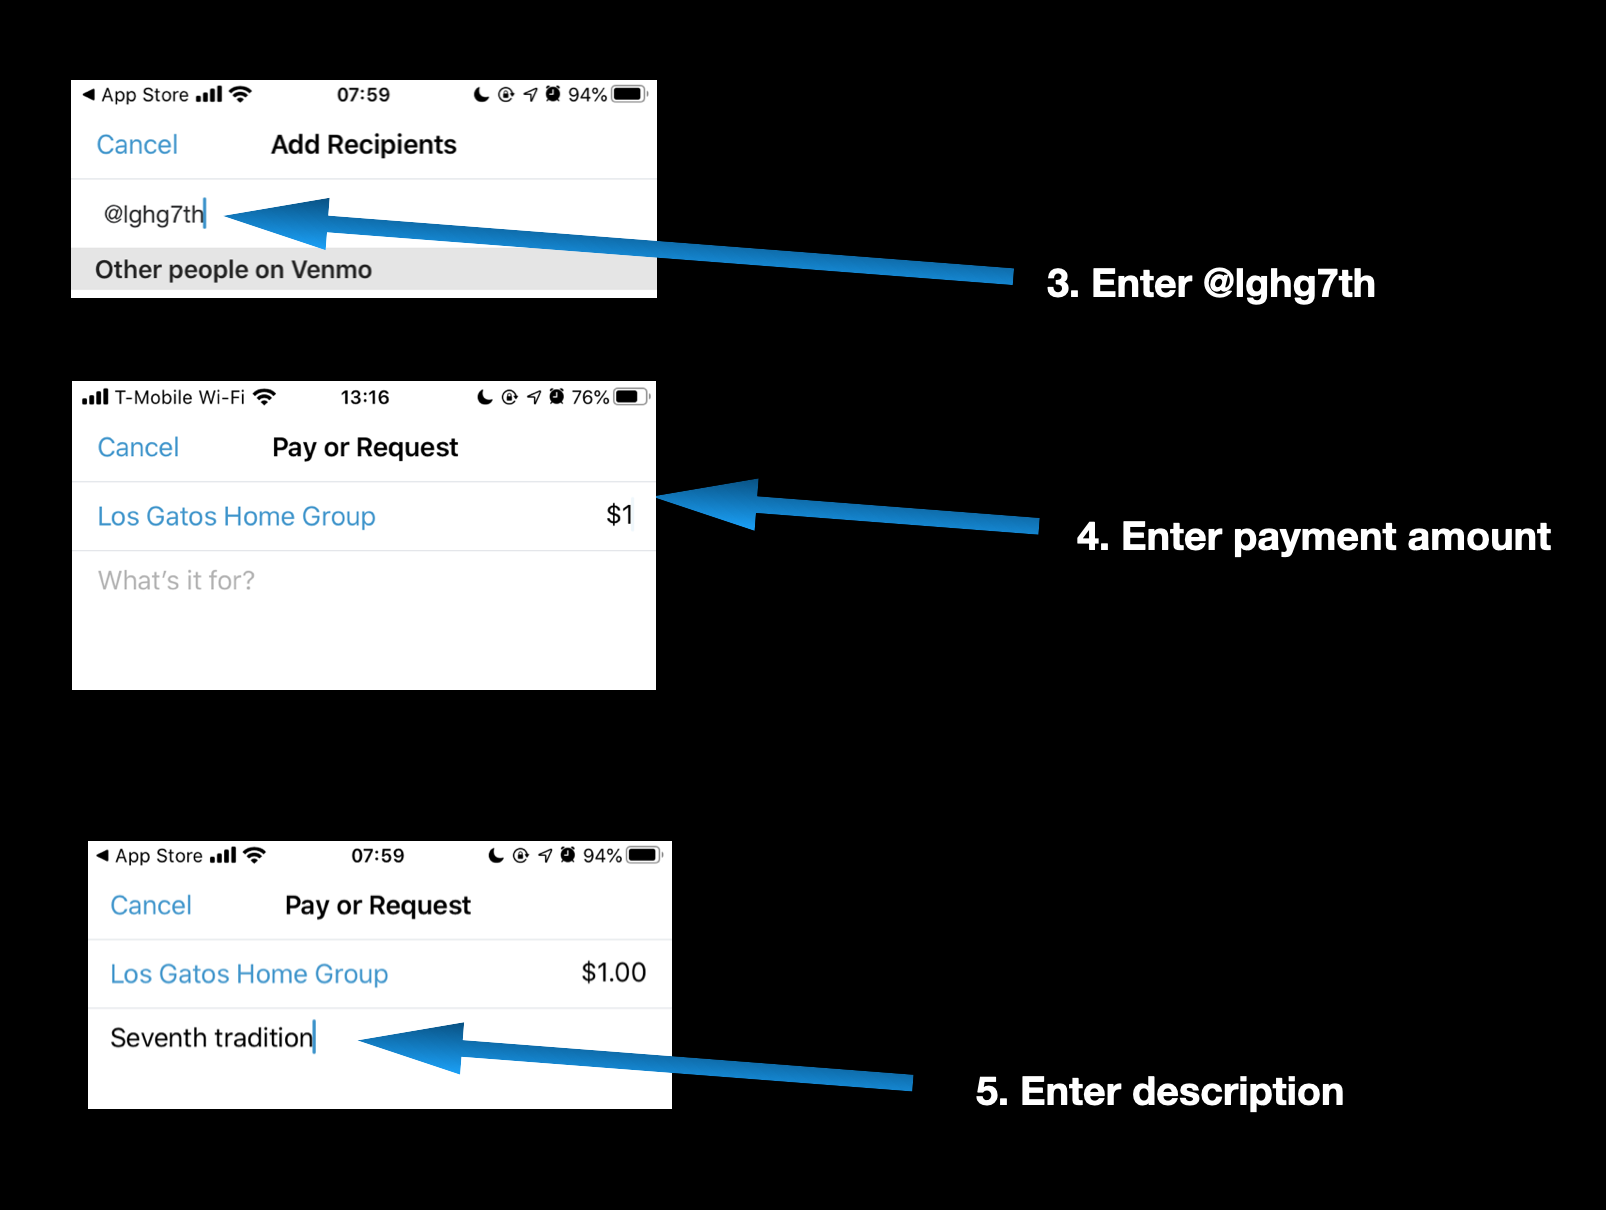 App Store 07:59 94%
Cancel Add Recipients
@lghg7th
Other people on Venmo
3. Enter @lghg7th
T-Mobile Wi-Fi 13:16 76%
Cancel Pay or Request
Los Gatos Home Group $1
What's it for?
4. Enter payment amount
App Store 07:59 94%
Cancel Pay or Request
Los Gatos Home Group $1.00
Seventh tradition
5. Enter description